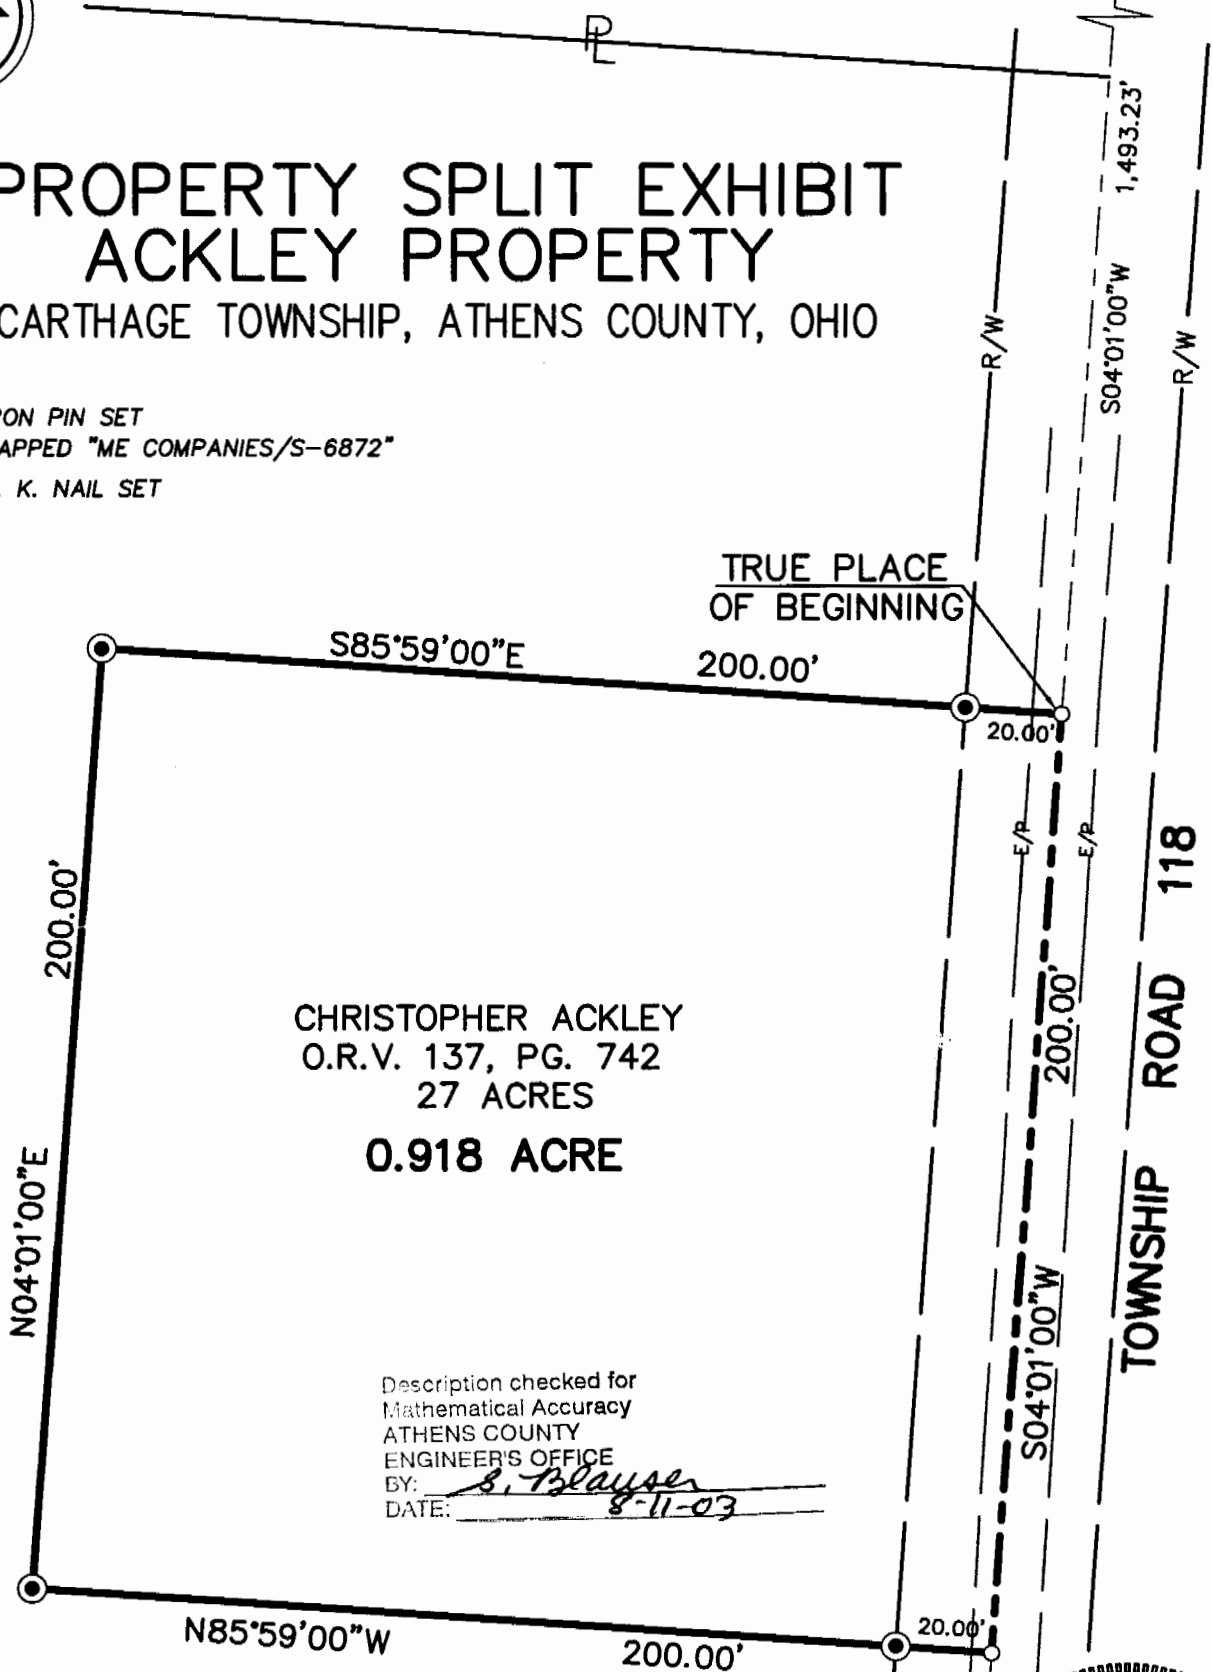 PL
1,493.23'
PROPERTY SPLIT EXHIBIT
ACKLEY PROPERTY
CARTHAGE TOWNSHIP, ATHENS COUNTY, OHIO
S04°01'00"W
R/W
R/W
ON PIN SET
APPED "ME COMPANIES/S-6872"
K. NAIL SET
TRUE PLACE
OF BEGINNING
S85°59'00"E
200.00'
20.00'
E/P
E/P
TOWNSHIP ROAD 118
200.00'
200.00'
CHRISTOPHER ACKLEY
O.R.V. 137, PG. 742
27 ACRES
0.918 ACRE
N04°01'00"E
S04°01'00"W
Description checked for
Mathematical Accuracy
ATHENS COUNTY
ENGINEER'S OFFICE
BY: S. Blauser
DATE: 8-11-03
20.00'
N85°59'00"W
200.00'